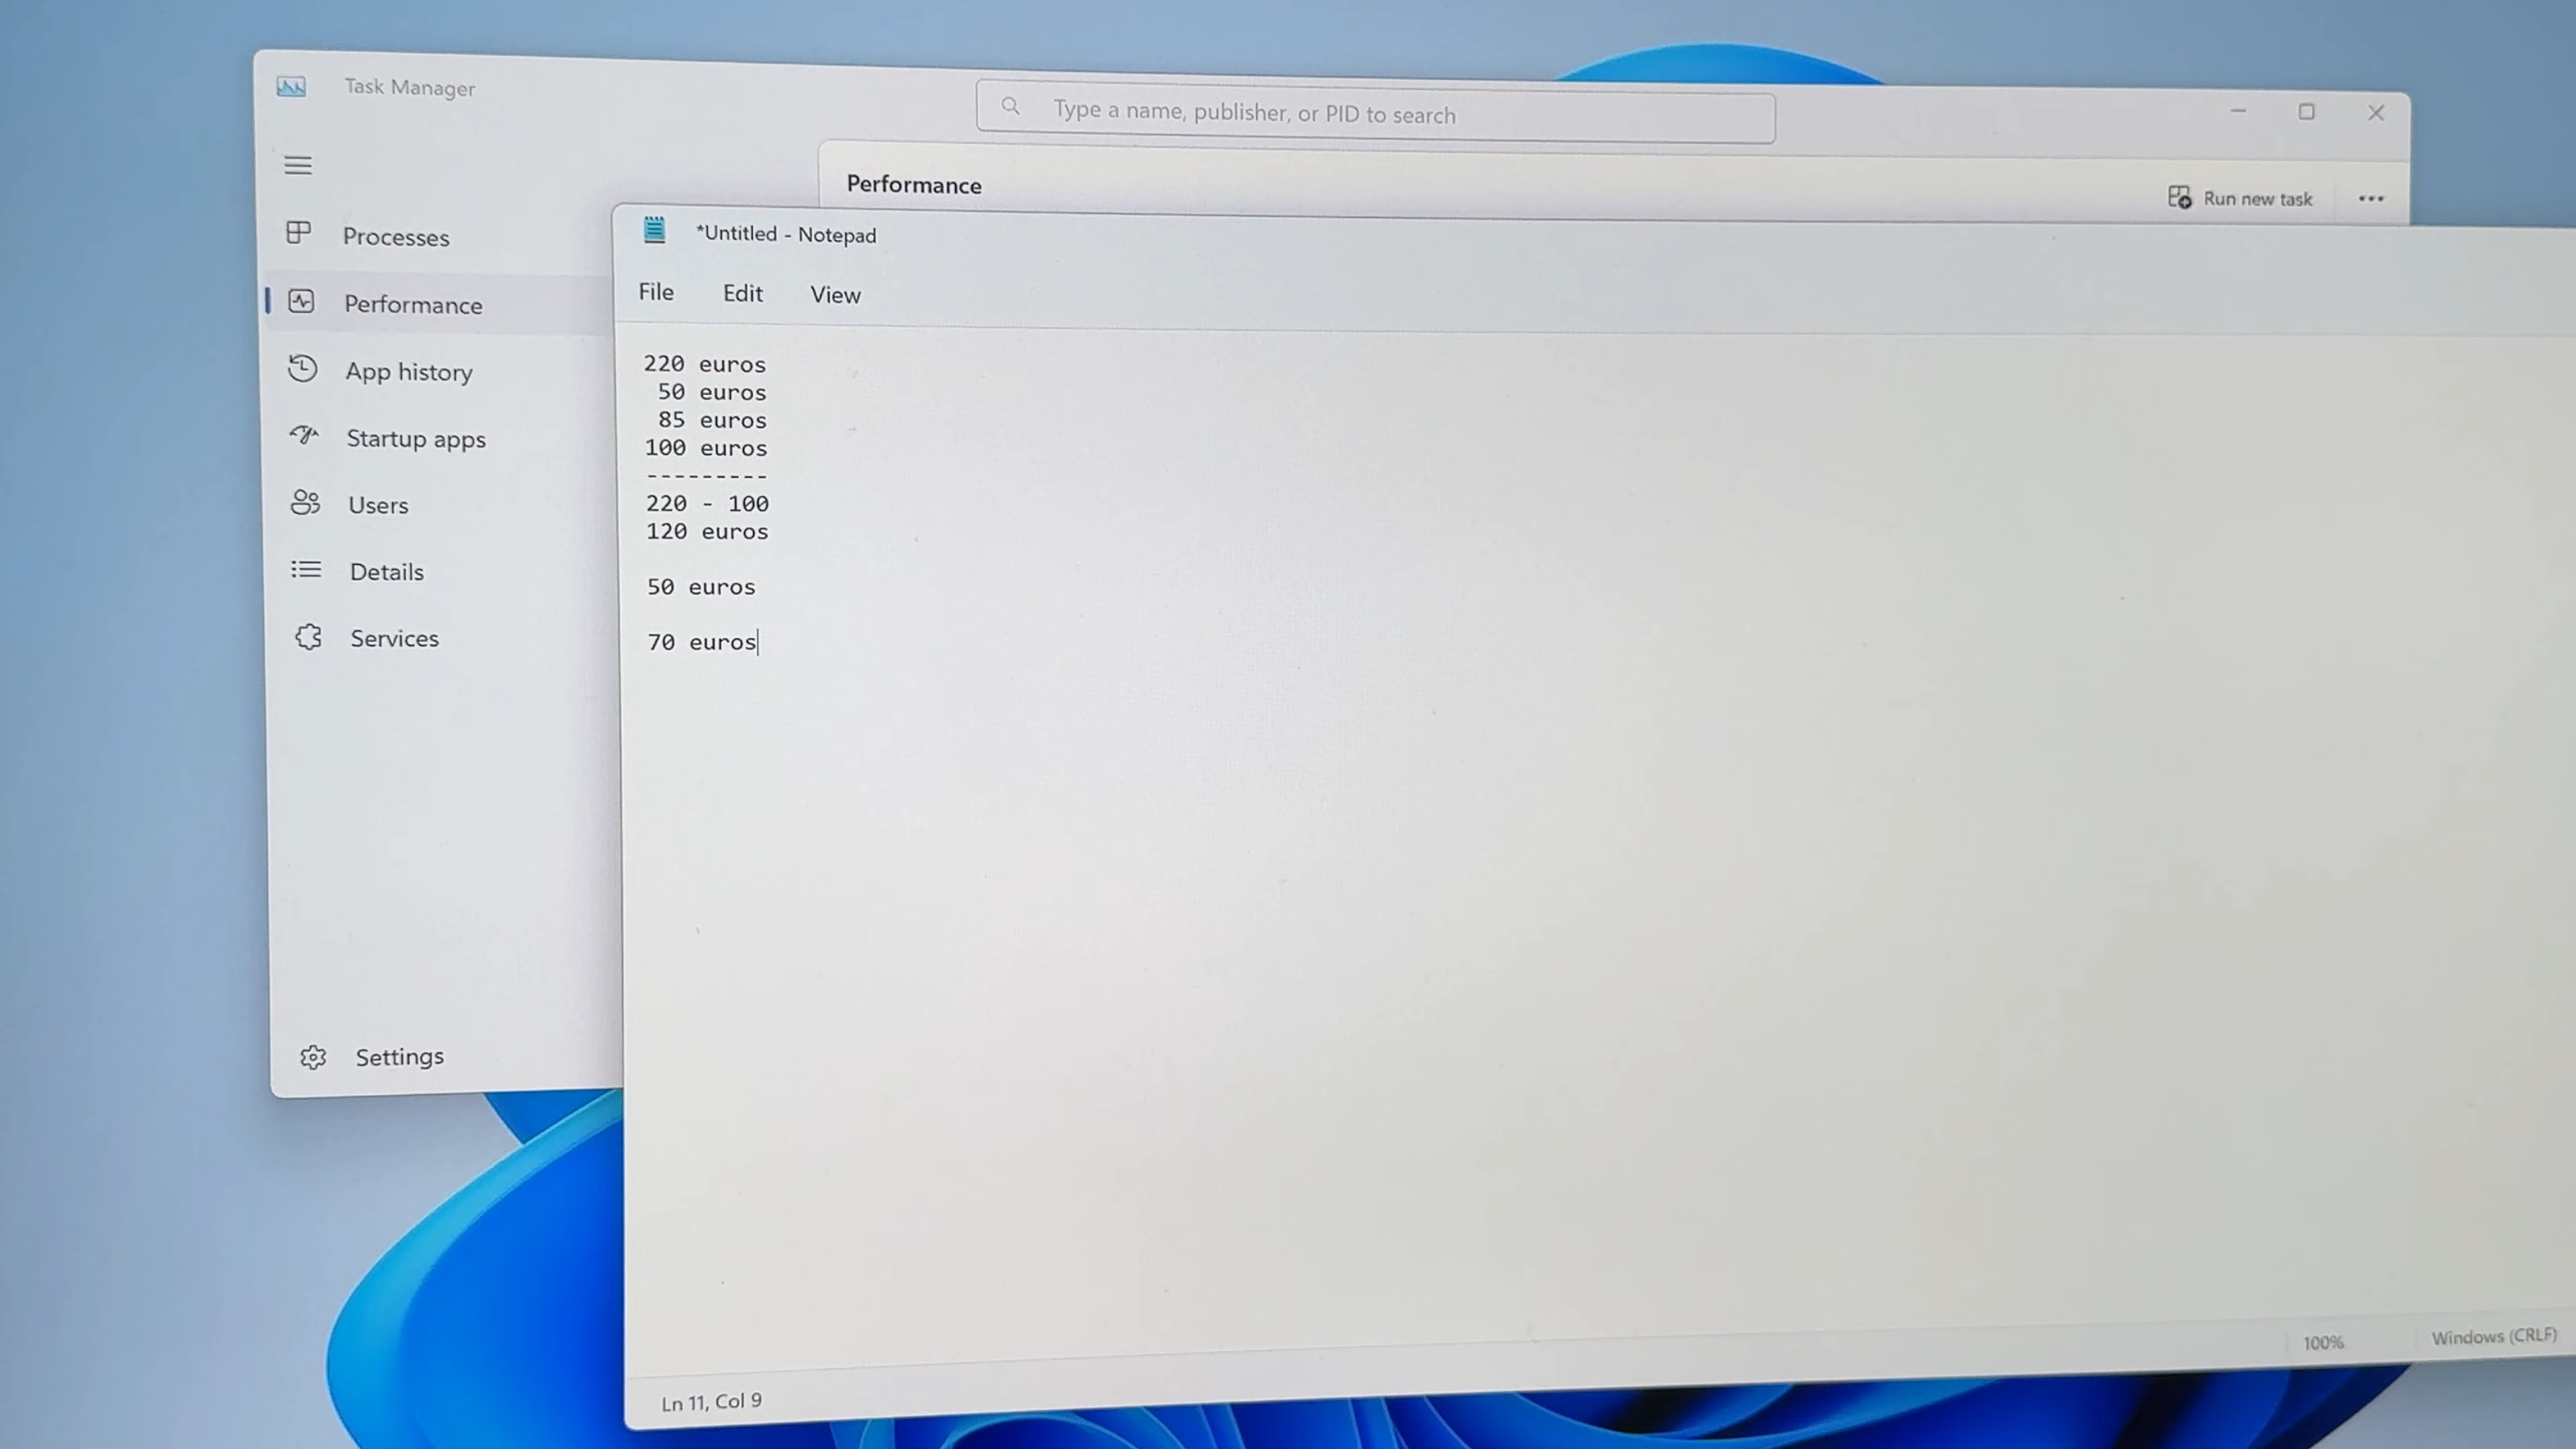 Task Manager
Type a name, publisher, or PID to search
Performance
Run new task
Processes
Performance
App history
Startup apps
Users
Details
Services
Settings
*Untitled - Notepad
File Edit View
220 euros
50 euros
85 euros
100 euros
---------
220 - 100
120 euros
50 euros
70 euros
Ln 11, Col 9
100%
Windows (CRLF)